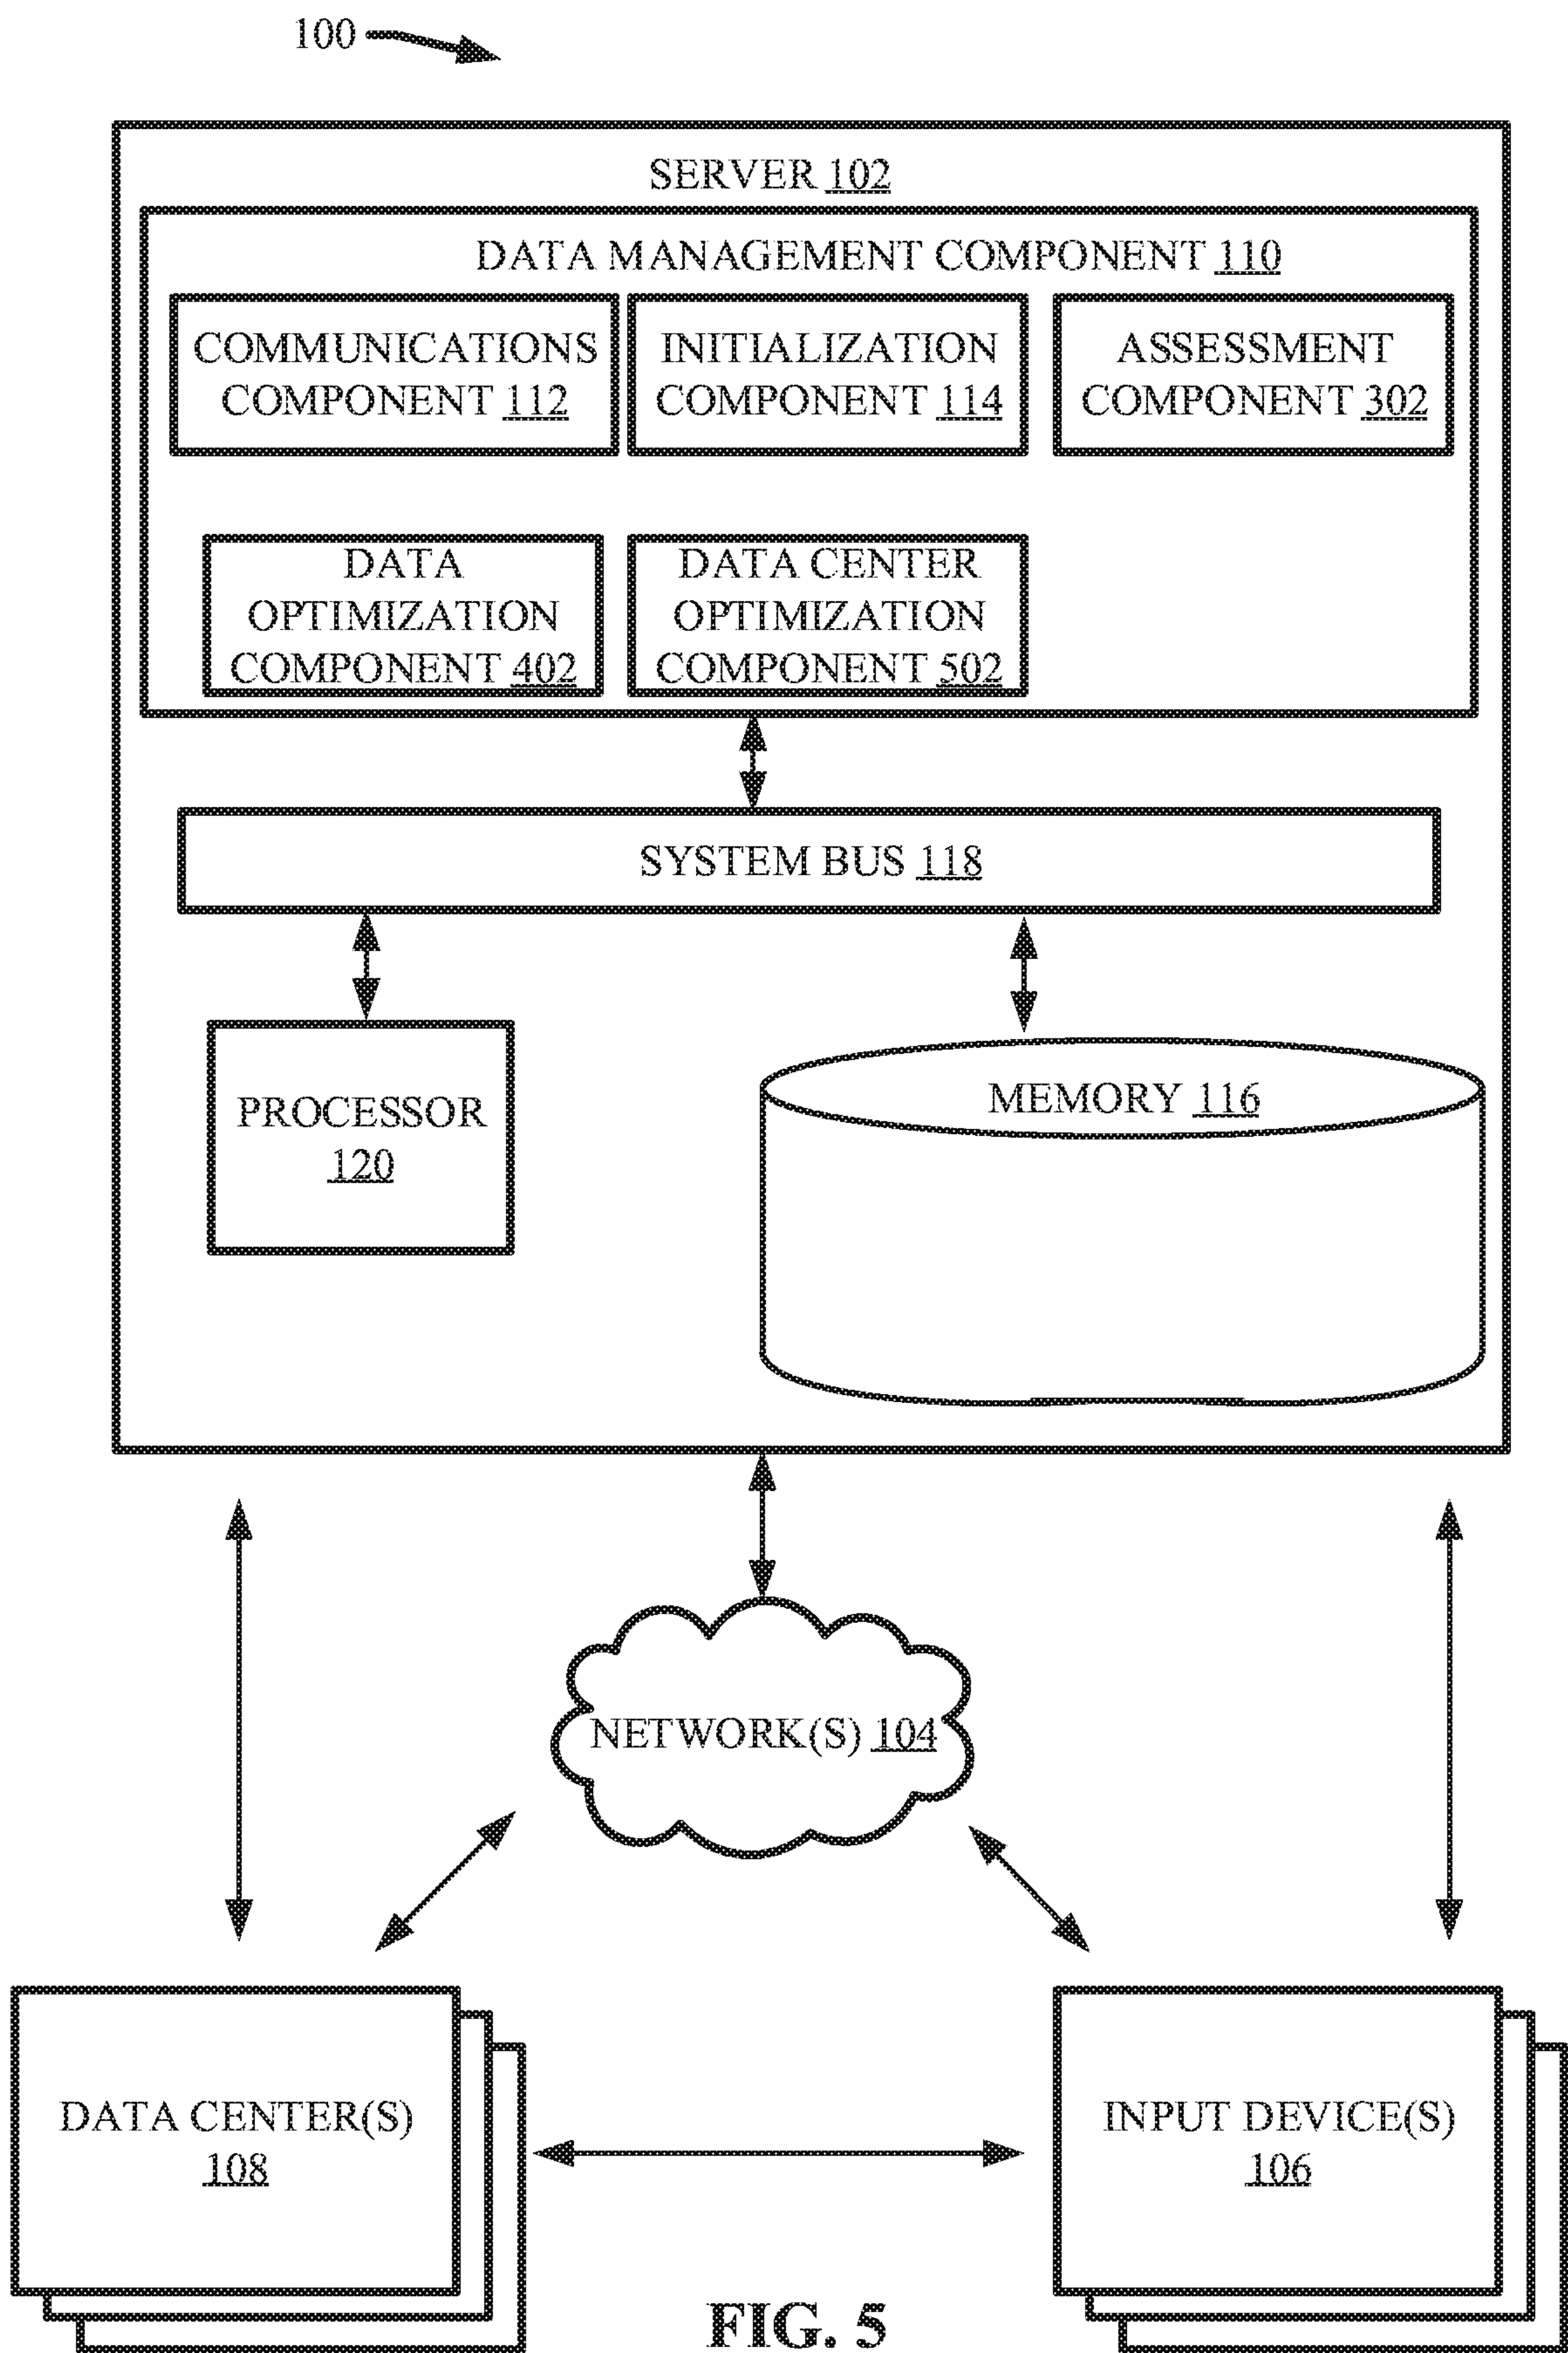 100
SERVER 102
DATA MANAGEMENT COMPONENT 110
COMMUNICATIONS
COMPONENT 112
INITIALIZATION
COMPONENT 114
ASSESSMENT
COMPONENT 302
DATA
OPTIMIZATION
COMPONENT 402
DATA CENTER
OPTIMIZATION
COMPONENT 502
SYSTEM BUS 118
PROCESSOR
120
MEMORY 116
NETWORK(S) 104
DATA CENTER(S)
108
INPUT DEVICE(S)
106
FIG. 5